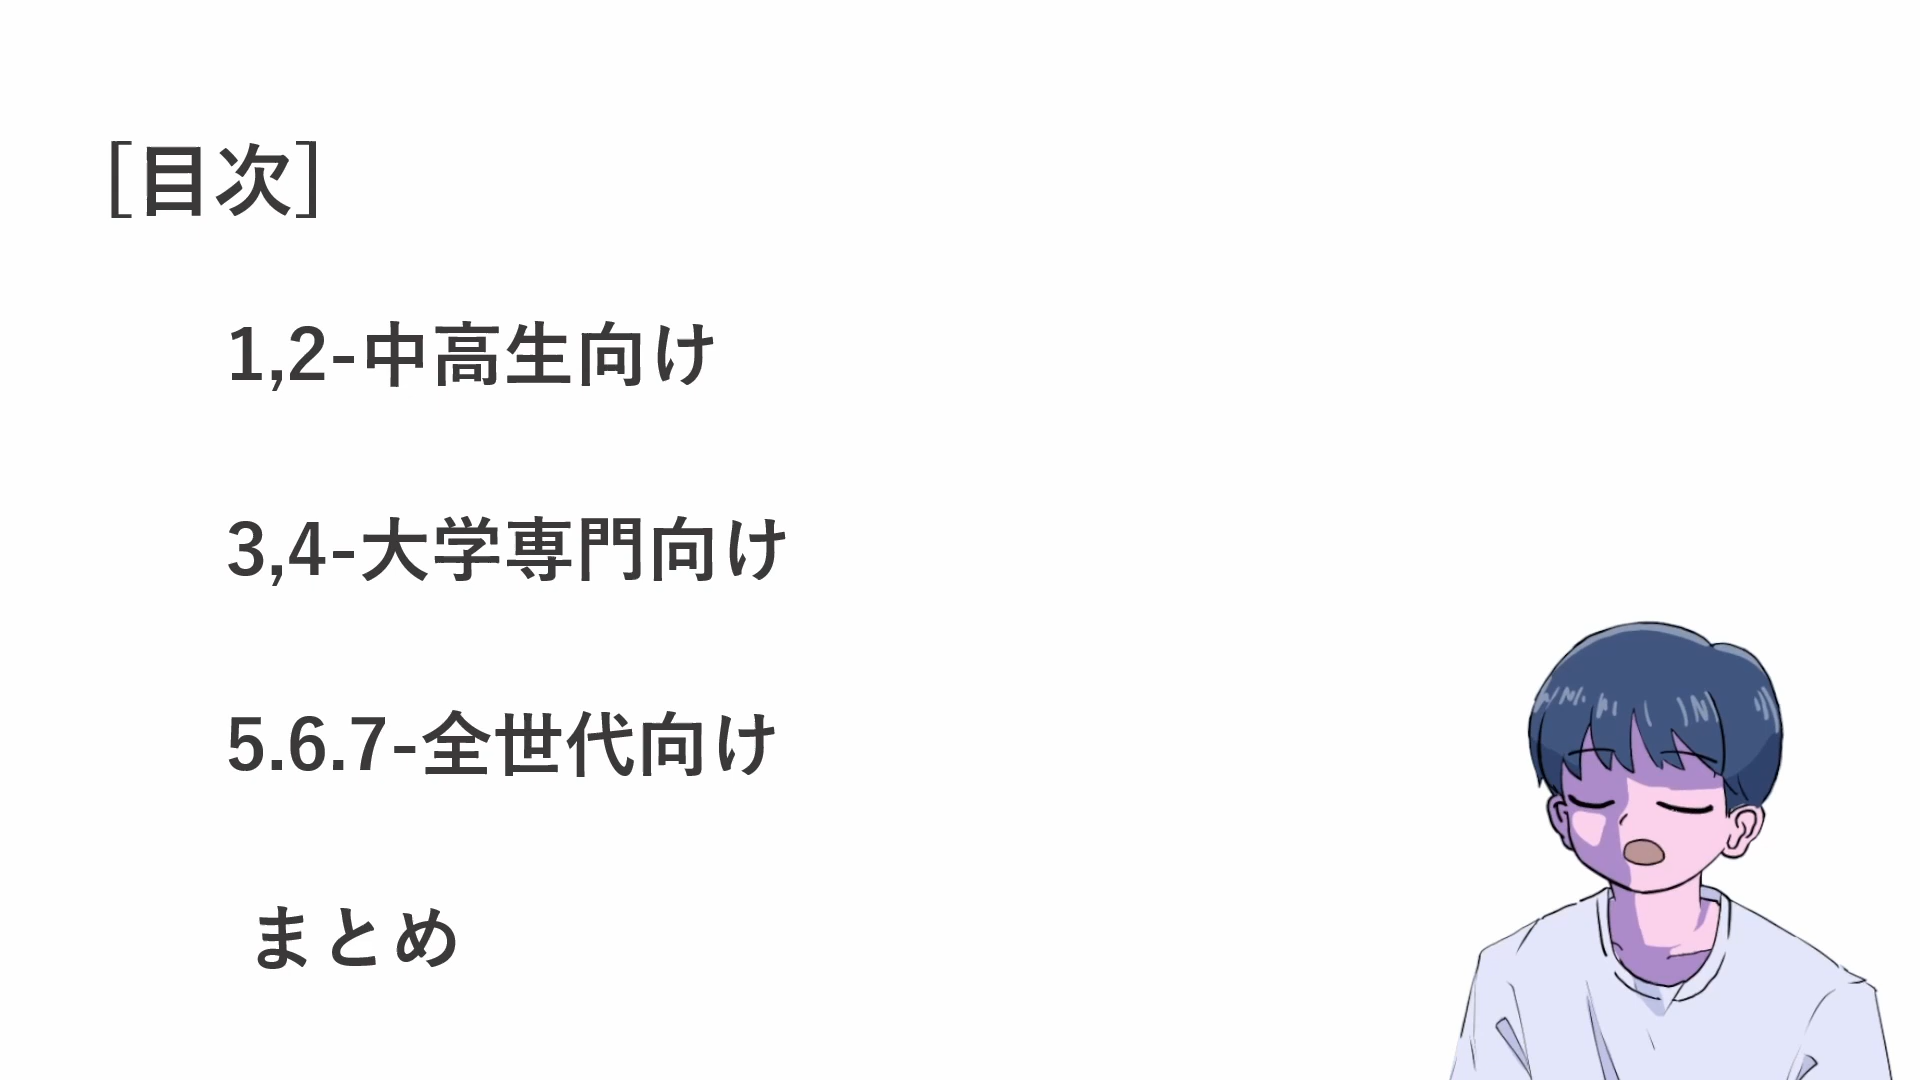 [目次]
1,2-中高生向け
3,4-大学専門向け
5.6.7-全世代向け
まとめ